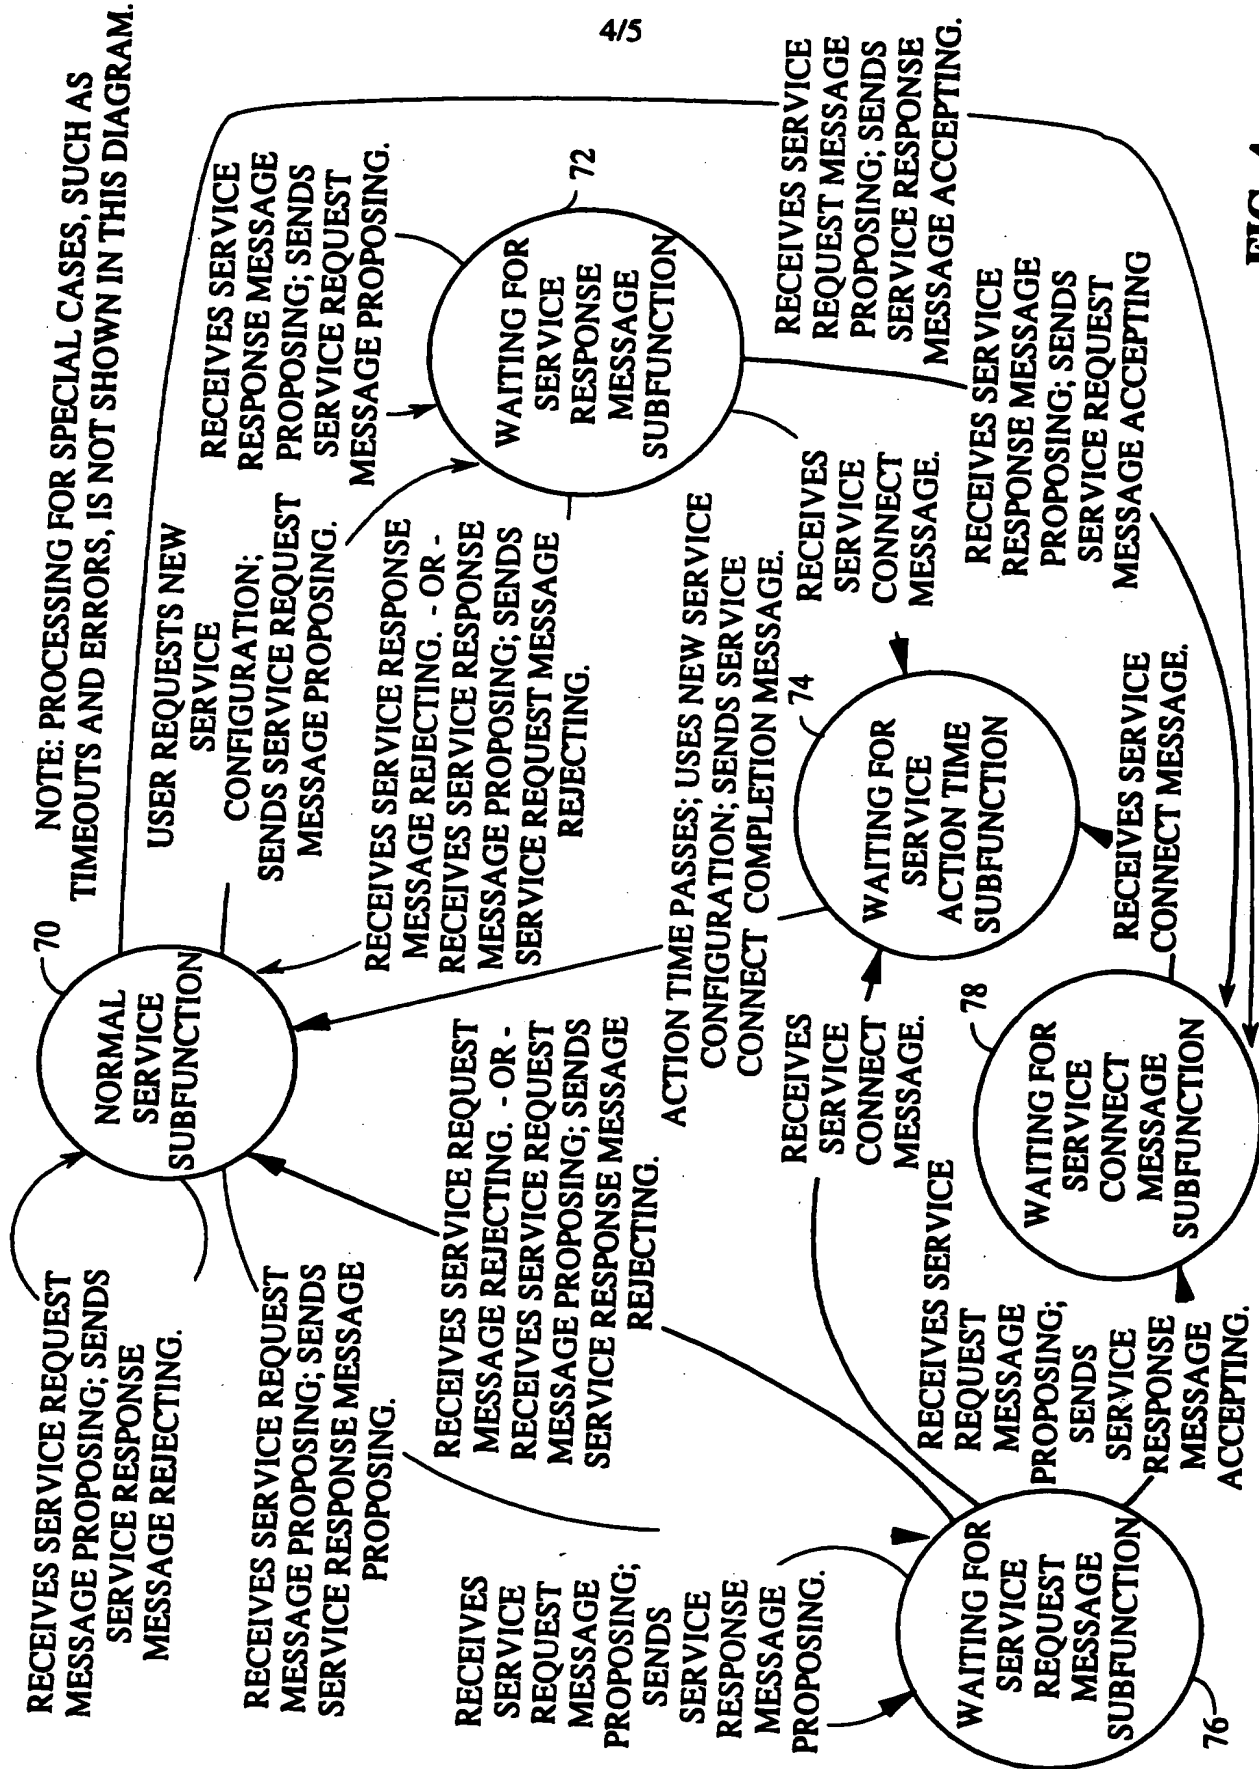 4/5
NOTE: PROCESSING FOR SPECIAL CASES, SUCH AS
TIMEOUTS AND ERRORS, IS NOT SHOWN IN THIS DIAGRAM.
RECEIVES SERVICE REQUEST
MESSAGE PROPOSING; SENDS
SERVICE RESPONSE
MESSAGE REJECTING.
70
NORMAL
SERVICE
SUBFUNCTION
USER REQUESTS NEW
SERVICE
CONFIGURATION;
SENDS SERVICE REQUEST
MESSAGE PROPOSING.
RECEIVES SERVICE
RESPONSE MESSAGE
PROPOSING; SENDS
SERVICE REQUEST
MESSAGE PROPOSING.
RECEIVES SERVICE REQUEST
MESSAGE PROPOSING; SENDS
SERVICE RESPONSE MESSAGE
PROPOSING.
RECEIVES SERVICE RESPONSE
MESSAGE REJECTING. - OR -
RECEIVES SERVICE RESPONSE
MESSAGE PROPOSING; SENDS
SERVICE REQUEST MESSAGE
REJECTING.
72
WAITING FOR
SERVICE
RESPONSE
MESSAGE
SUBFUNCTION
RECEIVES SERVICE REQUEST
MESSAGE REJECTING. - OR -
RECEIVES SERVICE REQUEST
MESSAGE PROPOSING; SENDS
SERVICE RESPONSE MESSAGE
REJECTING.
ACTION TIME PASSES; USES NEW SERVICE
CONFIGURATION; SENDS SERVICE
CONNECT COMPLETION MESSAGE.
RECEIVES
SERVICE
REQUEST
MESSAGE
PROPOSING;
SENDS
SERVICE
RESPONSE
MESSAGE
PROPOSING.
RECEIVES
SERVICE
CONNECT
MESSAGE.
74
WAITING FOR
SERVICE
ACTION TIME
SUBFUNCTION
RECEIVES
SERVICE
CONNECT
MESSAGE.
RECEIVES SERVICE
REQUEST MESSAGE
PROPOSING; SENDS
SERVICE RESPONSE
MESSAGE ACCEPTING.
WAITING FOR
SERVICE
REQUEST
MESSAGE
SUBFUNCTION
76
RECEIVES SERVICE
REQUEST
MESSAGE
PROPOSING;
SENDS
SERVICE
RESPONSE
MESSAGE
ACCEPTING.
78
WAITING FOR
SERVICE
CONNECT
MESSAGE
SUBFUNCTION
RECEIVES SERVICE
CONNECT MESSAGE.
RECEIVES SERVICE
RESPONSE MESSAGE
PROPOSING; SENDS
SERVICE REQUEST
MESSAGE ACCEPTING
FIG. 4